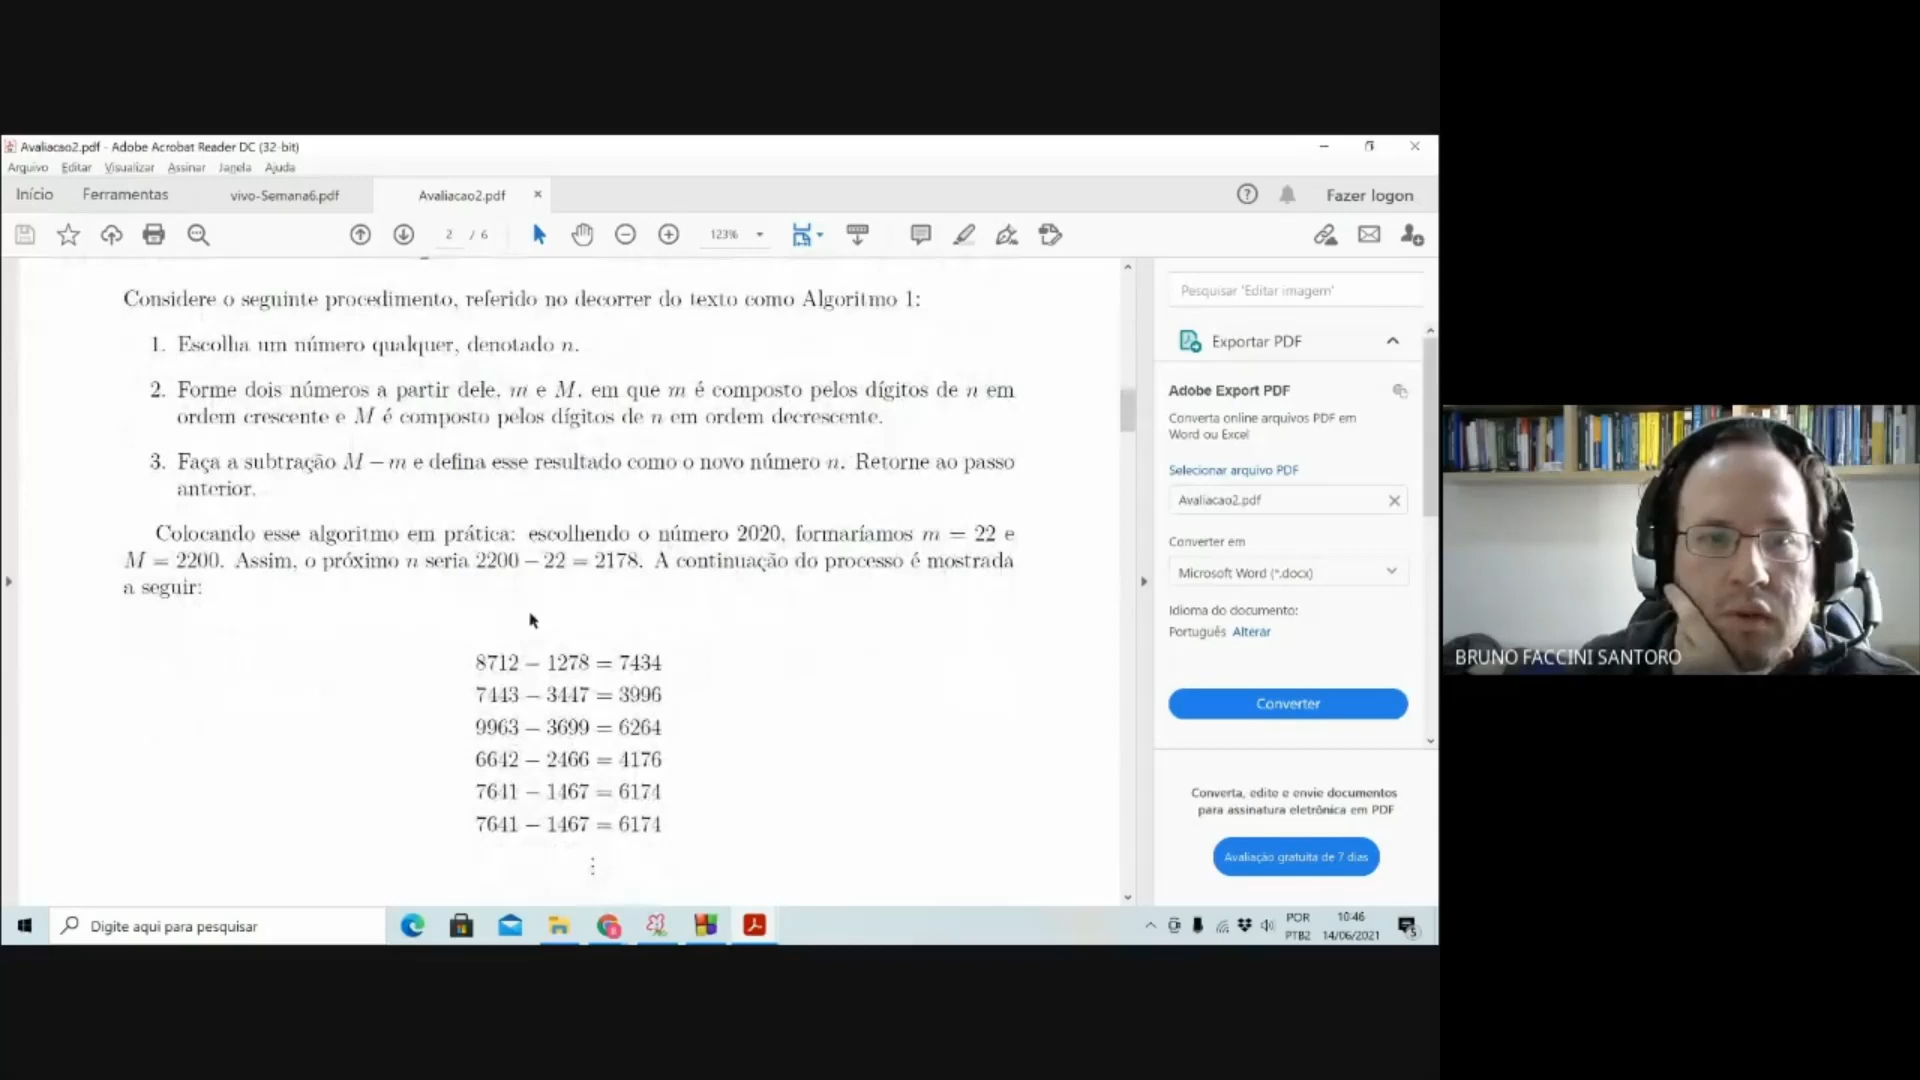 Avaliacao2.pdf - Adobe Acrobat Reader DC (32-bit)
Arquivo Editar Visualizar Assinar Janela Ajuda
Início Ferramentas vivo-Semana6.pdf Avaliacao2.pdf × Fazer logon
2 / 6 123%
Considere o seguinte procedimento, referido no decorrer do texto como Algoritmo 1:
1. Escolha um número qualquer, denotado n.
2. Forme dois números a partir dele, m e M, em que m é composto pelos dígitos de n em
ordem crescente e M é composto pelos dígitos de n em ordem decrescente.
3. Faça a subtração M − m e defina esse resultado como o novo número n. Retorne ao passo
anterior.
Colocando esse algoritmo em prática: escolhendo o número 2020, formaríamos m = 22 e
M = 2200. Assim, o próximo n seria 2200 − 22 = 2178. A continuação do processo é mostrada
a seguir:
8712 − 1278 = 7434
7443 − 3447 = 3996
9963 − 3699 = 6264
6642 − 2466 = 4176
7641 − 1467 = 6174
7641 − 1467 = 6174
⋮
Pesquisar 'Editar imagem'
Exportar PDF
Adobe Export PDF
Converta online arquivos PDF em
Word ou Excel
Selecionar arquivo PDF
Avaliacao2.pdf
Converter em
Microsoft Word (*.docx)
Idioma do documento:
Português Alterar
Converter
Converta, edite e envie documentos
para assinatura eletrônica em PDF
Avaliação gratuita de 7 dias
Digite aqui para pesquisar
POR
PTB2
10:46
14/06/2021
5
BRUNO FACCINI SANTORO